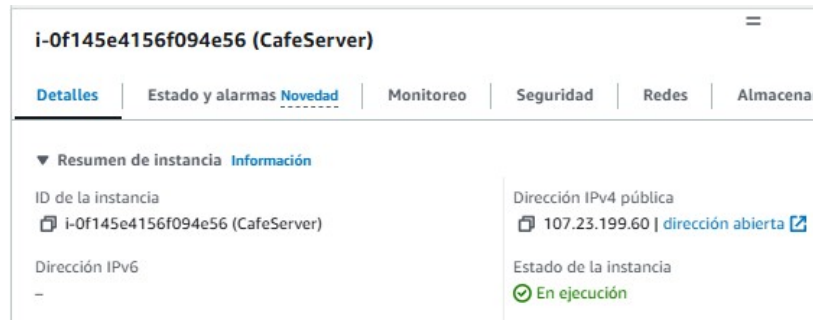 i-0f145e4156f094e56 (CafeServer)
Detalles Estado y alarmas Novedad Monitoreo Seguridad Redes Almacena
▼ Resumen de instancia Información
ID de la instancia
i-0f145e4156f094e56 (CafeServer)
Dirección IPv4 pública
107.23.199.60 | dirección abierta
Dirección IPv6
–
Estado de la instancia
En ejecución